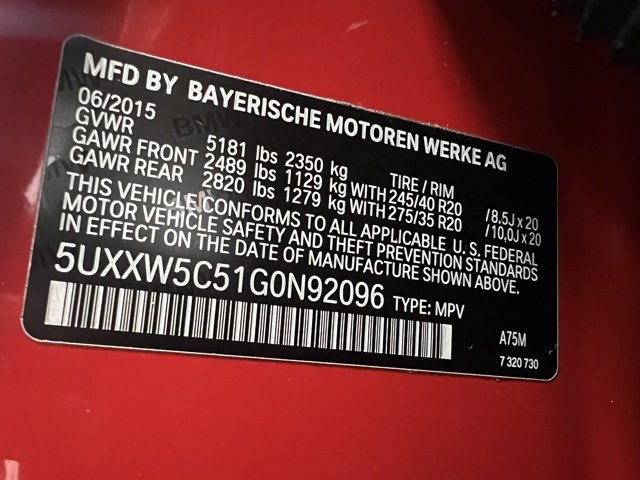 MFD BY BAYERISCHE MOTOREN WERKE AG
06/2015
GVWR 5181 lbs 2350 kg TIRE / RIM
GAWR FRONT 2489 lbs 1129 kg WITH 245/40 R20 /8.5J x 20
GAWR REAR 2820 lbs 1279 kg WITH 275/35 R20 /10,0J x 20
THIS VEHICLE CONFORMS TO ALL APPLICABLE U. S. FEDERAL
MOTOR VEHICLE SAFETY AND THEFT PREVENTION STANDARDS
IN EFFECT ON THE DATE OF MANUFACTURE SHOWN ABOVE.
5UXXW5C51G0N92096 TYPE: MPV
A75M
7 320 730